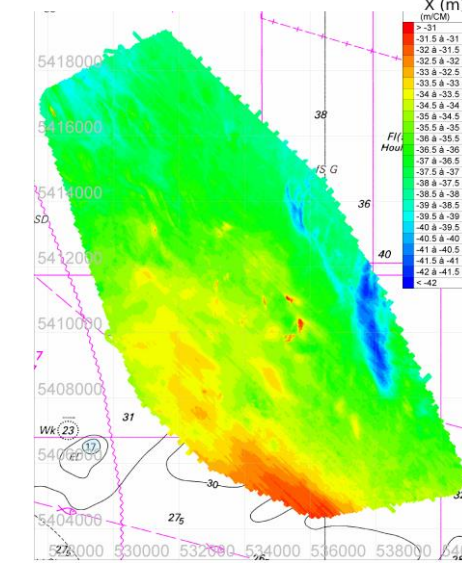 X (m
(m/CM)
> -31
-31.5 à -31
-32 à -31.5
-32.5 à -32
-33 à -32.5
-33.5 à -33
-34 à -33.5
-34.5 à -34
-35 à -34.5
-35.5 à -35
-36 à -35.5
-36.5 à -36
-37 à -36.5
-37.5 à -37
-38 à -37.5
-38.5 à -38
-39 à -38.5
-39.5 à -39
-40 à -39.5
-40.5 à -40
-41 à -40.5
-41.5 à -41
-42 à -41.5
< -42
5418000
5416000
38
Fl(
Houl
S G
5414000
36
SD
5412000
40
5410000
7
5408000
31
Wk 23
17
5406000
30
5404000
27₅
528000 530000 532000 534000 536000 538000 540